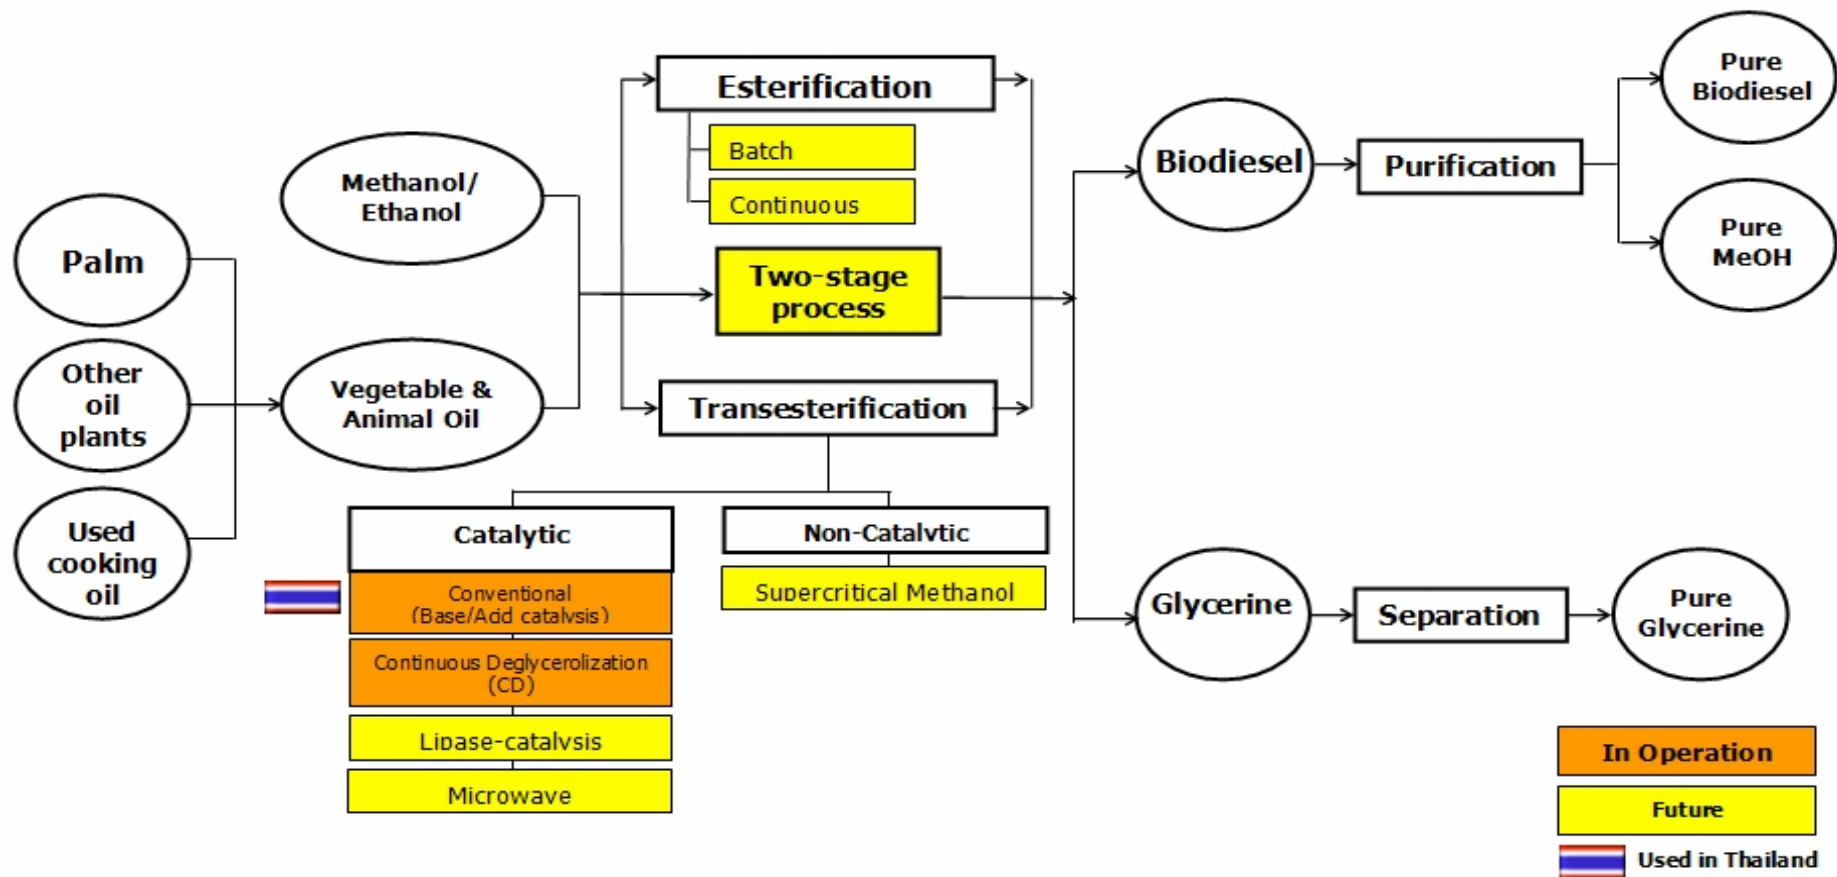 Palm
Other
oil
plants
Used
cooking
oil
Methanol/
Ethanol
Vegetable &
Animal Oil
Esterification
Batch
Continuous
Two-stage
process
Transesterification
Catalytic
Conventional
(Base/Acid catalysis)
Continuous Deglycerolization
(CD)
Lipase-catalysis
Microwave
Non-Catalytic
Supercritical Methanol
Biodiesel
Purification
Pure
Biodiesel
Pure
MeOH
Glycerine
Separation
Pure
Glycerine
In Operation
Future
Used in Thailand